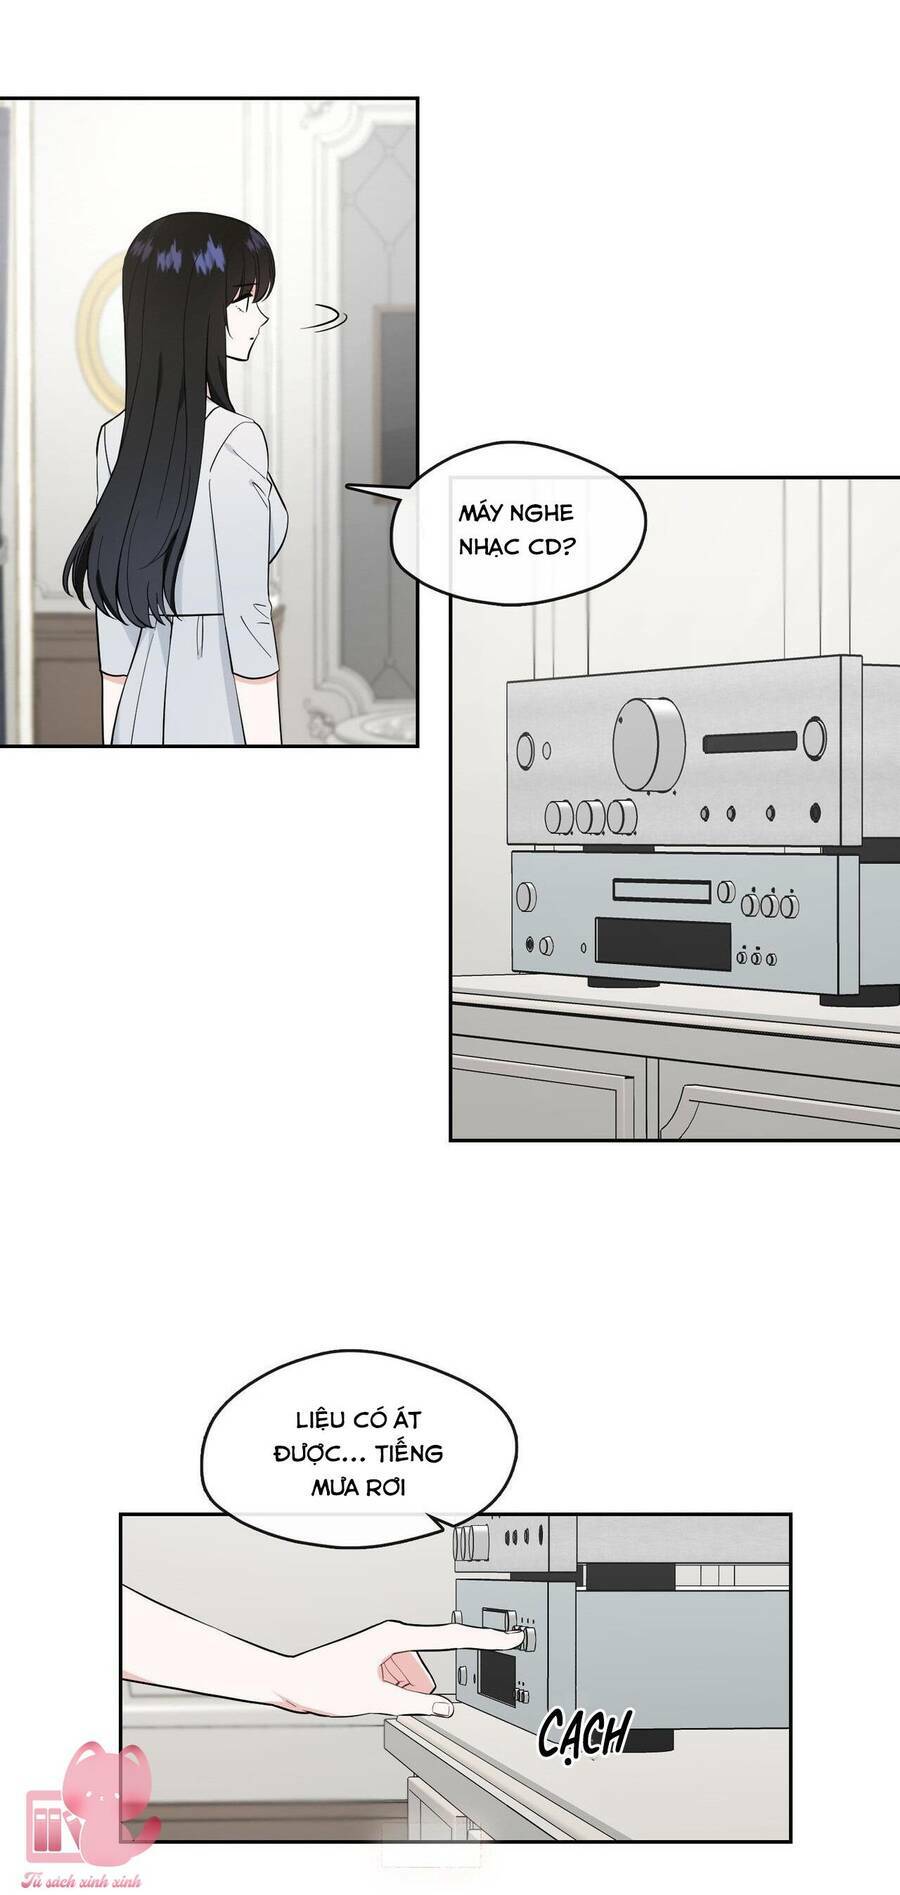 MÁY NGHE
NHẠC CD?
LIỆU CÓ ÁT
ĐƯỢC... TIẾNG
MƯA RƠI
CẠCH
Tủ sách xinh xinh